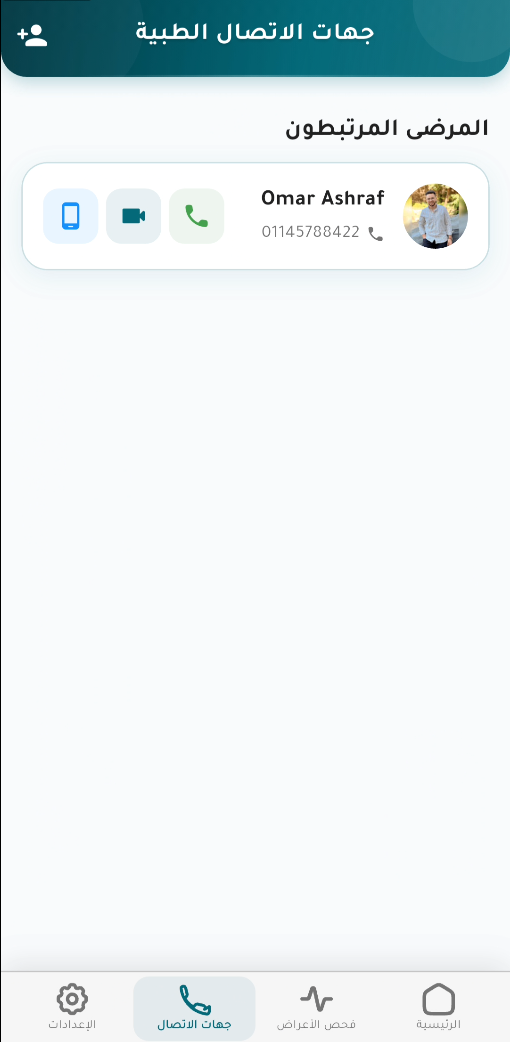 جهات الاتصال الطبية
المرضى المرتبطون
Omar Ashraf
01145788422
الرئيسية
فحص الأعراض
جهات الاتصال
الإعدادات